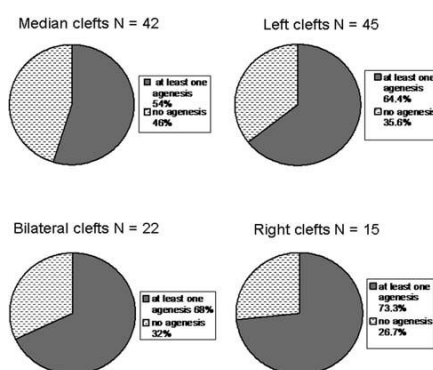 Median clefts N = 42
at least one
agenesis
54%
no agenesis
46%
Left clefts N = 45
at least one
agenesis
64.4%
no agenesis
35.6%
Bilateral clefts N = 22
at least one
agenesis 68%
no agenesis
32%
Right clefts N = 15
at least one
agenesis
73.3%
no agenesis
26.7%